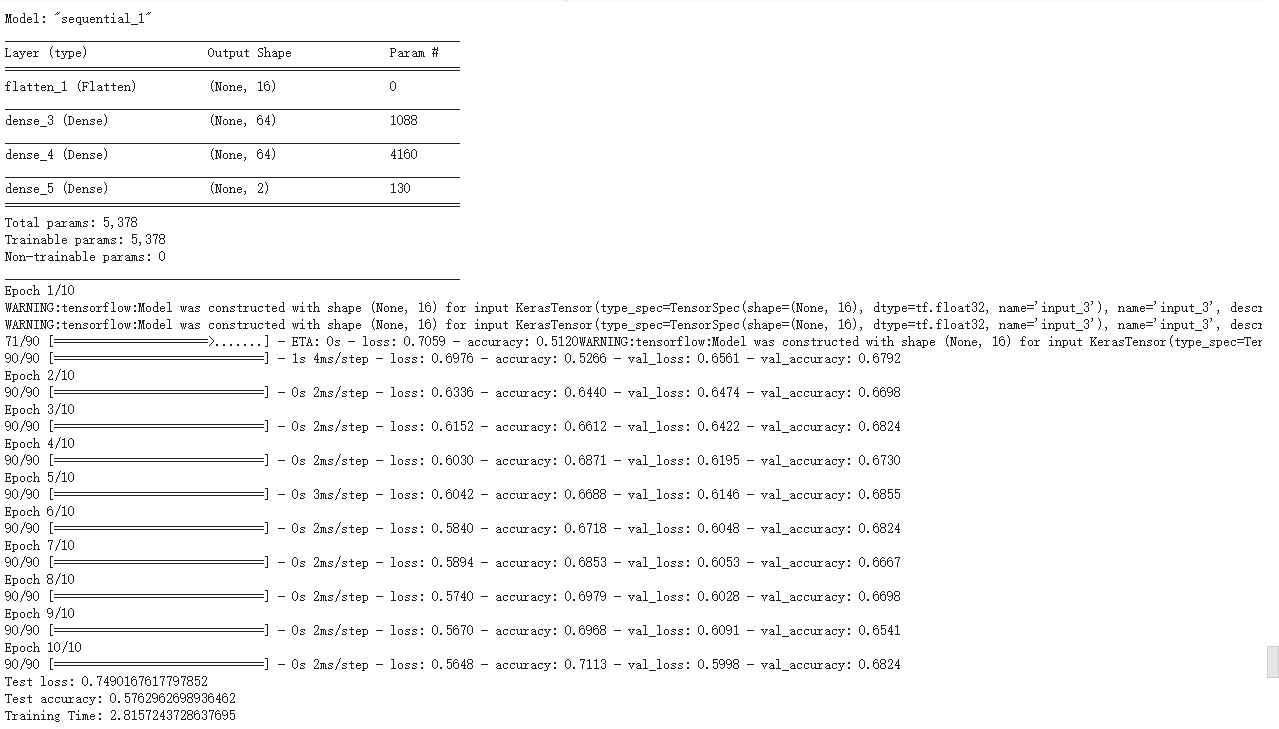 Model: "sequential_1"
Layer (type) Output Shape Param #
flatten_1 (Flatten) (None, 16) 0
dense_3 (Dense) (None, 64) 1088
dense_4 (Dense) (None, 64) 4160
dense_5 (Dense) (None, 2) 130
Total params: 5,378
Trainable params: 5,378
Non-trainable params: 0
Epoch 1/10
WARNING:tensorflow:Model was constructed with shape (None, 16) for input KerasTensor(type_spec=TensorSpec(shape=(None, 16), dtype=tf.float32, name='input_3'), name='input_3', descr
WARNING:tensorflow:Model was constructed with shape (None, 16) for input KerasTensor(type_spec=TensorSpec(shape=(None, 16), dtype=tf.float32, name='input_3'), name='input_3', descr
71/90 [======================>.......] - ETA: 0s - loss: 0.7059 - accuracy: 0.5120WARNING:tensorflow:Model was constructed with shape (None, 16) for input KerasTensor(type_spec=Ten
90/90 [==============================] - 1s 4ms/step - loss: 0.6976 - accuracy: 0.5266 - val_loss: 0.6561 - val_accuracy: 0.6792
Epoch 2/10
90/90 [==============================] - 0s 2ms/step - loss: 0.6336 - accuracy: 0.6440 - val_loss: 0.6474 - val_accuracy: 0.6698
Epoch 3/10
90/90 [==============================] - 0s 2ms/step - loss: 0.6152 - accuracy: 0.6612 - val_loss: 0.6422 - val_accuracy: 0.6824
Epoch 4/10
90/90 [==============================] - 0s 2ms/step - loss: 0.6030 - accuracy: 0.6871 - val_loss: 0.6195 - val_accuracy: 0.6730
Epoch 5/10
90/90 [==============================] - 0s 3ms/step - loss: 0.6042 - accuracy: 0.6688 - val_loss: 0.6146 - val_accuracy: 0.6855
Epoch 6/10
90/90 [==============================] - 0s 2ms/step - loss: 0.5840 - accuracy: 0.6718 - val_loss: 0.6048 - val_accuracy: 0.6824
Epoch 7/10
90/90 [==============================] - 0s 2ms/step - loss: 0.5894 - accuracy: 0.6853 - val_loss: 0.6053 - val_accuracy: 0.6667
Epoch 8/10
90/90 [==============================] - 0s 2ms/step - loss: 0.5740 - accuracy: 0.6979 - val_loss: 0.6028 - val_accuracy: 0.6698
Epoch 9/10
90/90 [==============================] - 0s 2ms/step - loss: 0.5670 - accuracy: 0.6968 - val_loss: 0.6091 - val_accuracy: 0.6541
Epoch 10/10
90/90 [==============================] - 0s 2ms/step - loss: 0.5648 - accuracy: 0.7113 - val_loss: 0.5998 - val_accuracy: 0.6824
Test loss: 0.7490167617797852
Test accuracy: 0.5762962698936462
Training Time: 2.8157243728637695